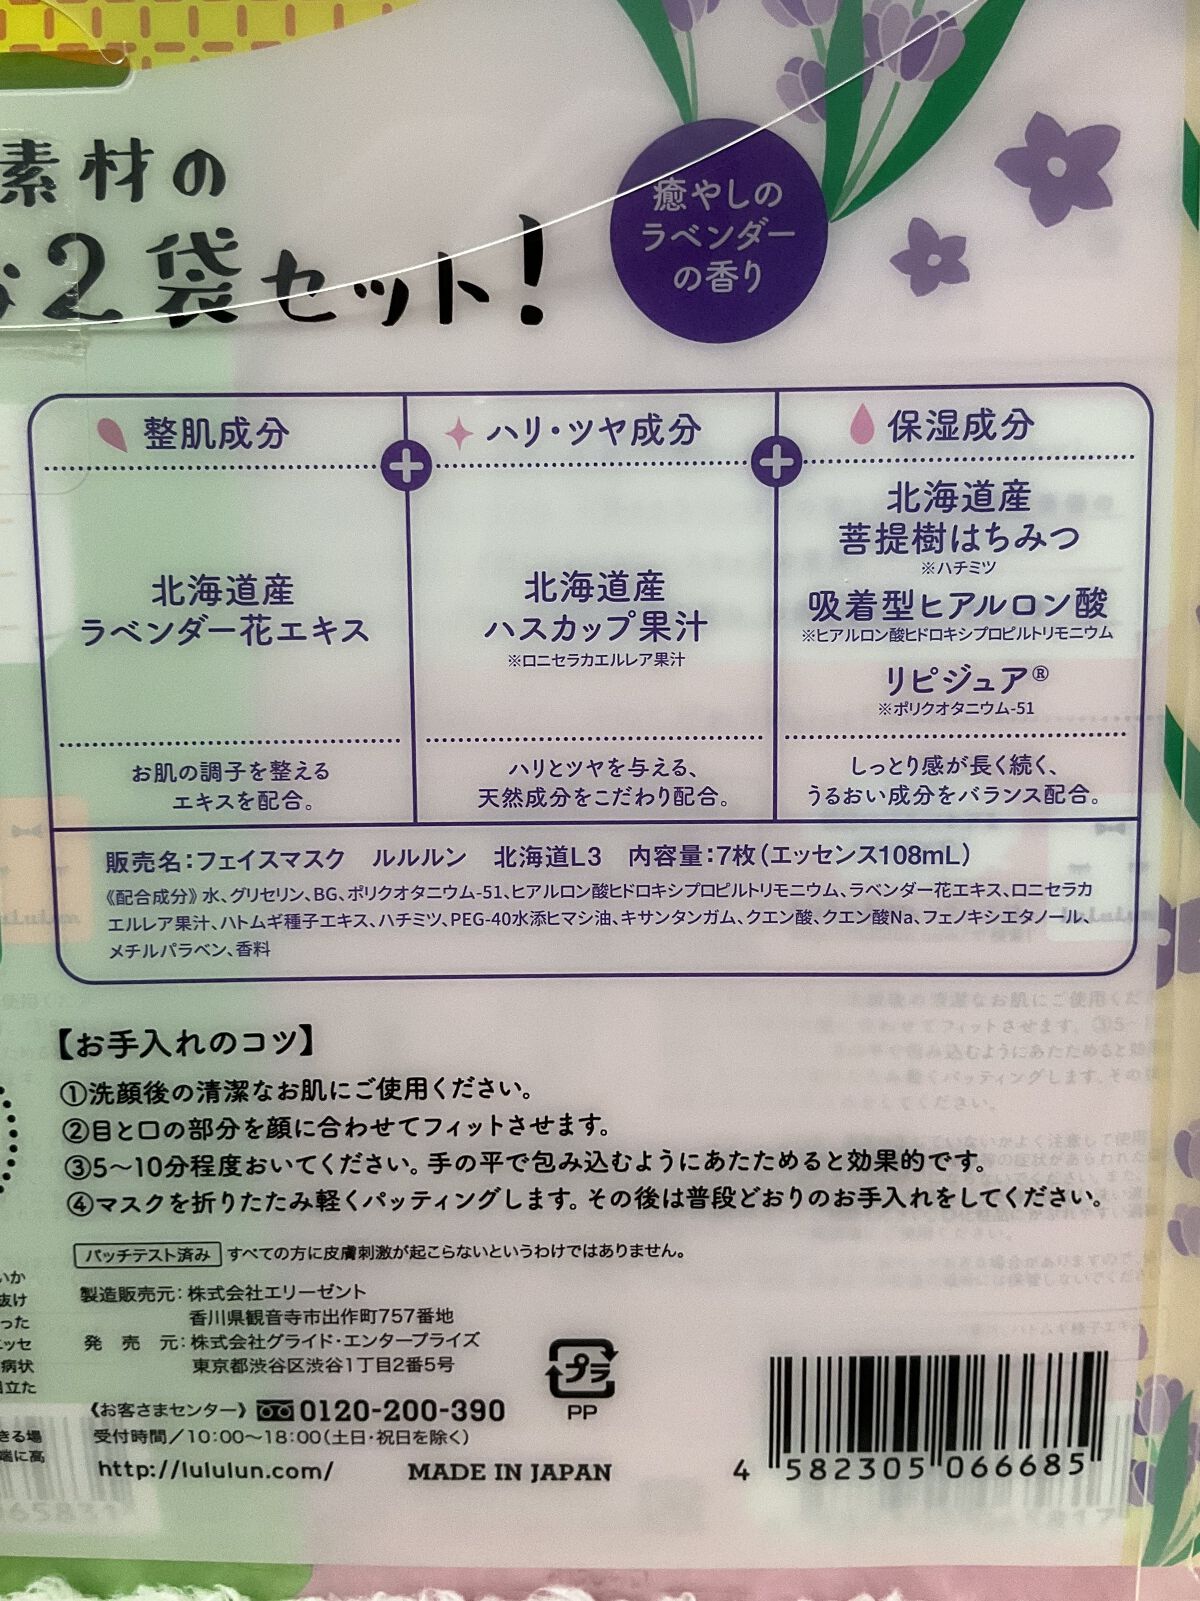 素材の
2袋セット!
癒やしの
ラベンダー
の香り
整肌成分
ハリ・ツヤ成分
保湿成分
北海道産
ラベンダー花エキス
お肌の調子を整える
エキスを配合。
北海道産
ハスカップ果汁
※ロニセラカエルレア果汁
ハリとツヤを与える、
天然成分をこだわり配合。
北海道産
菩提樹はちみつ
※ハチミツ
吸着型ヒアルロン酸
※ヒアルロン酸ヒドロキシプロピルトリモニウム
リピジュア®
※ポリクオタニウム-51
しっとり感が長く続く、
うるおい成分をバランス配合。
販売名:フェイスマスク ルルルン 北海道L3 内容量:7枚(エッセンス108mL)
《配合成分》水、グリセリン、BG、ポリクオタニウム-51、ヒアルロン酸ヒドロキシプロピルトリモニウム、ラベンダー花エキス、ロニセラカ
エルレア果汁、ハトムギ種子エキス、ハチミツ、PEG-40水添ヒマシ油、キサンタンガム、クエン酸、クエン酸Na、フェノキシエタノール、
メチルパラベン、香料
【お手入れのコツ】
①洗顔後の清潔なお肌にご使用ください。
②目と口の部分を顔に合わせてフィットさせます。
③5〜10分程度おいてください。手の平で包み込むようにあたためると効果的です。
④マスクを折りたたみ軽くパッティングします。その後は普段どおりのお手入れをしてください。
パッチテスト済み すべての方に皮膚刺激が起こらないというわけではありません。
製造販売元:株式会社エリーゼント
香川県観音寺市出作町757番地
発売元:株式会社グライド・エンタープライズ
東京都渋谷区渋谷1丁目2番5号
《お客さまセンター》0120-200-390
受付時間/10:00〜18:00(土日・祝日を除く)
http://lululun.com/ MADE IN JAPAN
プラ
PP
4 582305 066685
いか
抜け
った
エッセ
病状
目立た
きる場
端に高